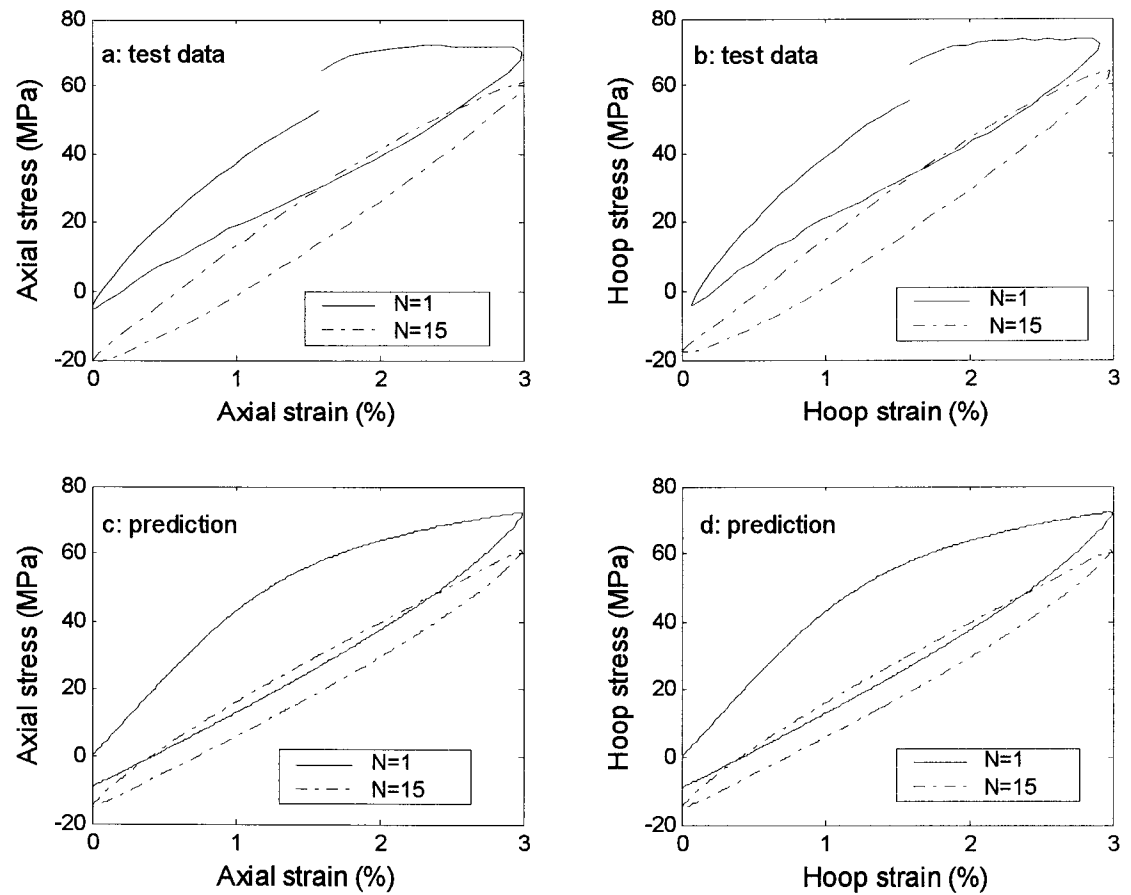 a: test data
80
60
40
20
0
-20
Axial stress (MPa)
N=1
N=15
0 1 2 3
Axial strain (%)
b: test data
80
60
40
20
0
-20
Hoop stress (MPa)
N=1
N=15
0 1 2 3
Hoop strain (%)
c: prediction
80
60
40
20
0
-20
Axial stress (MPa)
N=1
N=15
0 1 2 3
Axial strain (%)
d: prediction
80
60
40
20
0
-20
Hoop stress (MPa)
N=1
N=15
0 1 2 3
Hoop strain (%)